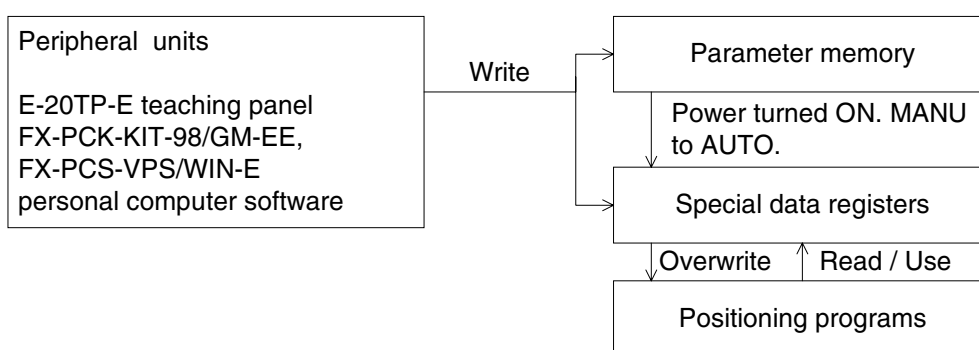 Peripheral units
E-20TP-E teaching panel
FX-PCK-KIT-98/GM-EE,
FX-PCS-VPS/WIN-E
personal computer software
Write
Parameter memory
Power turned ON. MANU
to AUTO.
Special data registers
Overwrite
Read / Use
Positioning programs